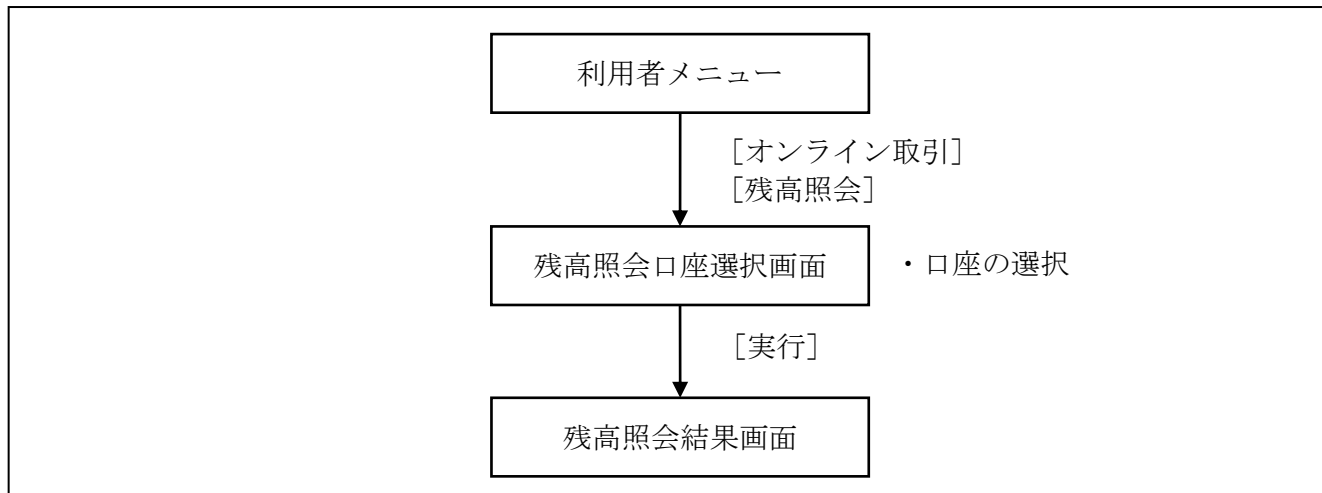 利用者メニュー
［オンライン取引］
［残高照会］
残高照会口座選択画面
・口座の選択
［実行］
残高照会結果画面